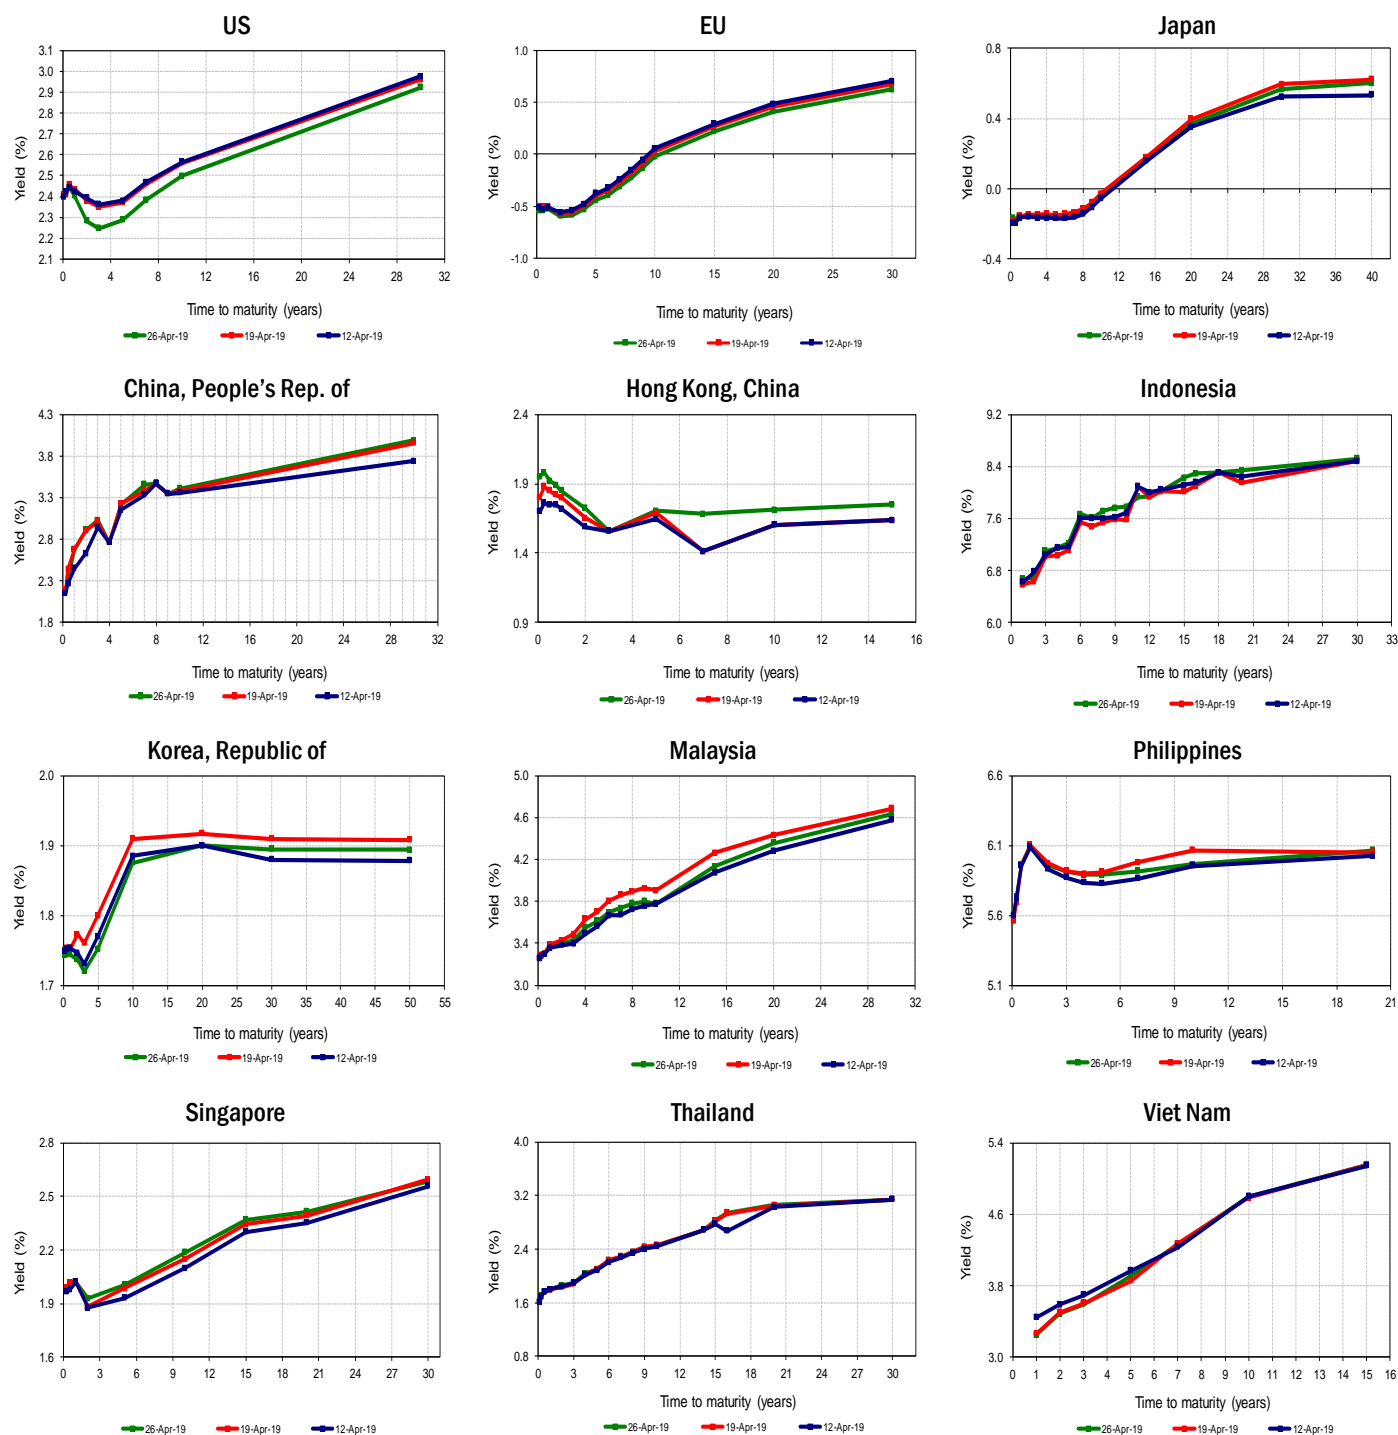 US
EU
Japan
3.1
3.0
2.9
2.8
2.7
2.6
2.5
2.4
2.3
2.2
2.1
Yield (%)
0 4 8 12 16 20 24 28 32
Time to maturity (years)
26-Apr-19 19-Apr-19 12-Apr-19
1.0
0.5
0.0
-0.5
-1.0
Yield (%)
0 5 10 15 20 25 30
Time to maturity (years)
26-Apr-19 19-Apr-19 12-Apr-19
0.8
0.4
0.0
-0.4
Yield (%)
0 4 8 12 16 20 24 28 32 36 40
Time to maturity (years)
26-Apr-19 19-Apr-19 12-Apr-19
China, People’s Rep. of
Hong Kong, China
Indonesia
4.3
3.8
3.3
2.8
2.3
1.8
Yield (%)
0 4 8 12 16 20 24 28 32
Time to maturity (years)
26-Apr-19 19-Apr-19 12-Apr-19
2.4
1.9
1.4
0.9
Yield (%)
0 2 4 6 8 10 12 14 16
Time to maturity (years)
26-Apr-19 19-Apr-19 12-Apr-19
9.2
8.4
7.6
6.8
6.0
Yield (%)
0 3 6 9 12 15 18 21 24 27 30 33
Time to maturity (years)
26-Apr-19 19-Apr-19 12-Apr-19
Korea, Republic of
Malaysia
Philippines
2.0
1.9
1.8
1.7
Yield (%)
0 5 10 15 20 25 30 35 40 45 50 55
Time to maturity (years)
26-Apr-19 19-Apr-19 12-Apr-19
5.0
4.6
4.2
3.8
3.4
3.0
Yield (%)
0 4 8 12 16 20 24 28 32
Time to maturity (years)
26-Apr-19 19-Apr-19 12-Apr-19
6.6
6.1
5.6
5.1
Yield (%)
0 3 6 9 12 15 18 21
Time to maturity (years)
26-Apr-19 19-Apr-19 12-Apr-19
Singapore
Thailand
Viet Nam
2.8
2.5
2.2
1.9
1.6
Yield (%)
0 3 6 9 12 15 18 21 24 27 30
Time to maturity (years)
26-Apr-19 19-Apr-19 12-Apr-19
4.0
3.2
2.4
1.6
0.8
Yield (%)
0 3 6 9 12 15 18 21 24 27 30 32
Time to maturity (years)
26-Apr-19 19-Apr-19 12-Apr-19
5.4
4.6
3.8
3.0
Yield (%)
0 1 2 3 4 5 6 7 8 9 10 11 12 13 14 15 16
Time to maturity (years)
26-Apr-19 19-Apr-19 12-Apr-19